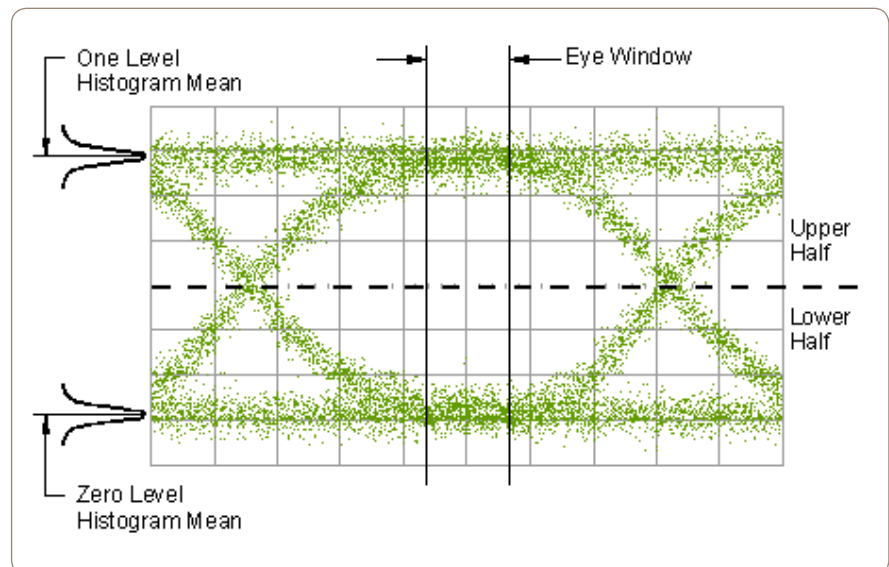 One Level
Histogram Mean
Eye Window
Upper
Half
Lower
Half
Zero Level
Histogram Mean